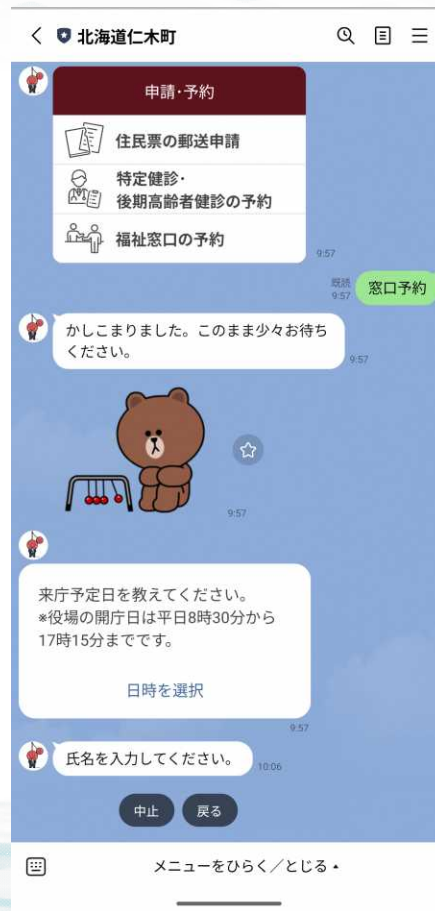 北海道仁木町
申請・予約
住民票の郵送申請
特定健診・
後期高齢者健診の予約
福祉窓口の予約
9:57
既読
9:57
窓口予約
かしこまりました。このまま少々お待ち
ください。
9:57
9:57
来庁予定日を教えてください。
*役場の開庁日は平日8時30分から
17時15分までです。
日時を選択
9:57
氏名を入力してください。
10:06
中止
戻る
メニューをひらく/とじる